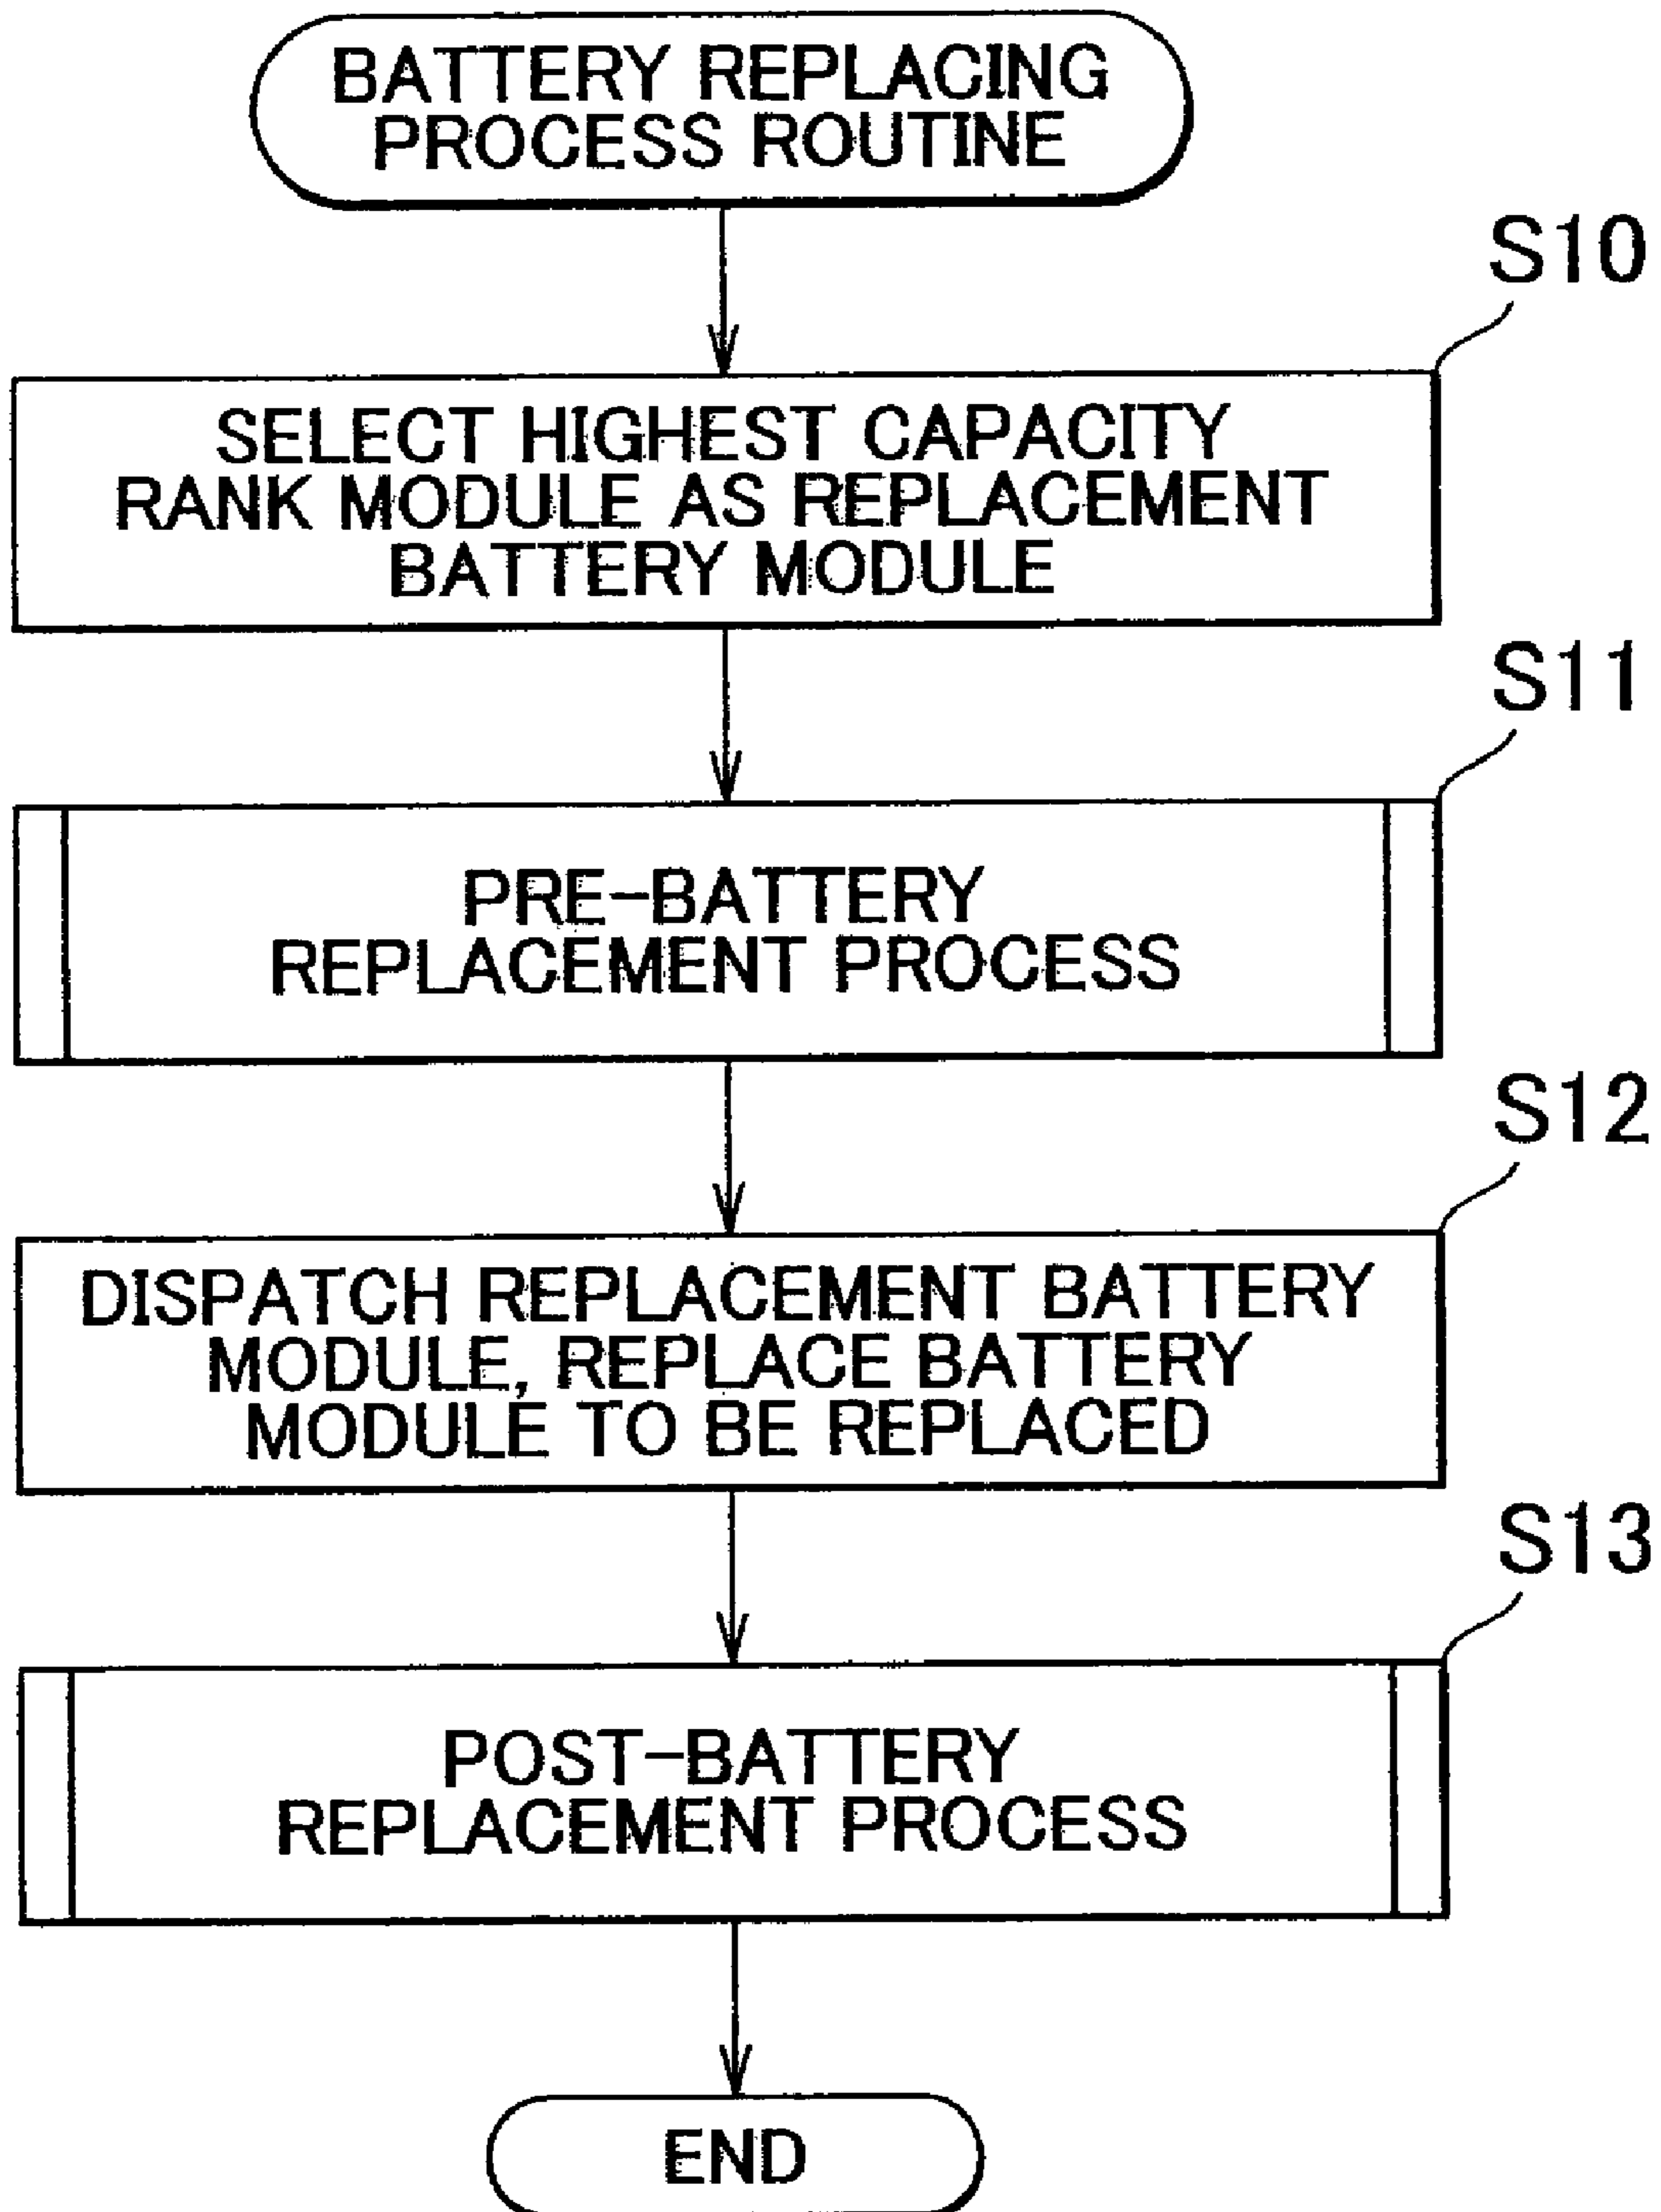 BATTERY REPLACING
PROCESS ROUTINE
S10
SELECT HIGHEST CAPACITY
RANK MODULE AS REPLACEMENT
BATTERY MODULE
S11
PRE-BATTERY
REPLACEMENT PROCESS
S12
DISPATCH REPLACEMENT BATTERY
MODULE, REPLACE BATTERY
MODULE TO BE REPLACED
S13
POST-BATTERY
REPLACEMENT PROCESS
END